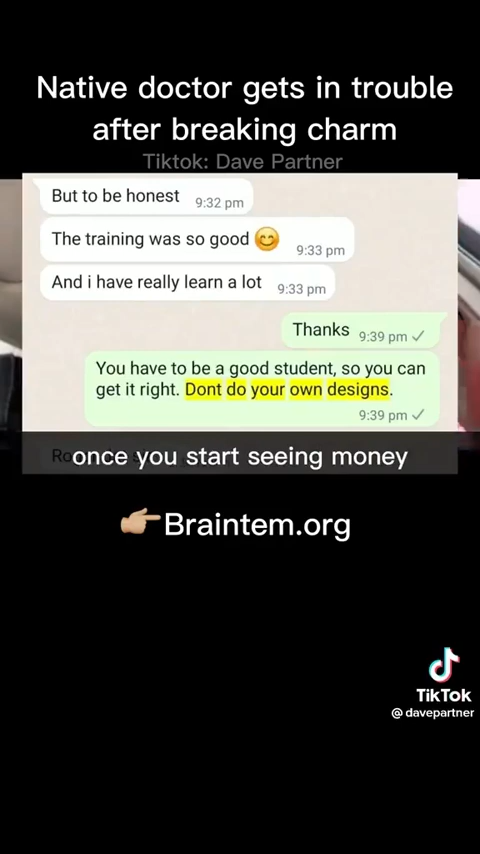 Native doctor gets in trouble
after breaking charm
Tiktok: Dave Partner
But to be honest
9:32 pm
The training was so good 😊
9:33 pm
And i have really learn a lot
9:33 pm
Thanks
9:39 pm ✓
You have to be a good student, so you can
get it right. Dont do your own designs.
9:39 pm ✓
once you start seeing money
👉🏼Braintem.org
TikTok
@davepartner